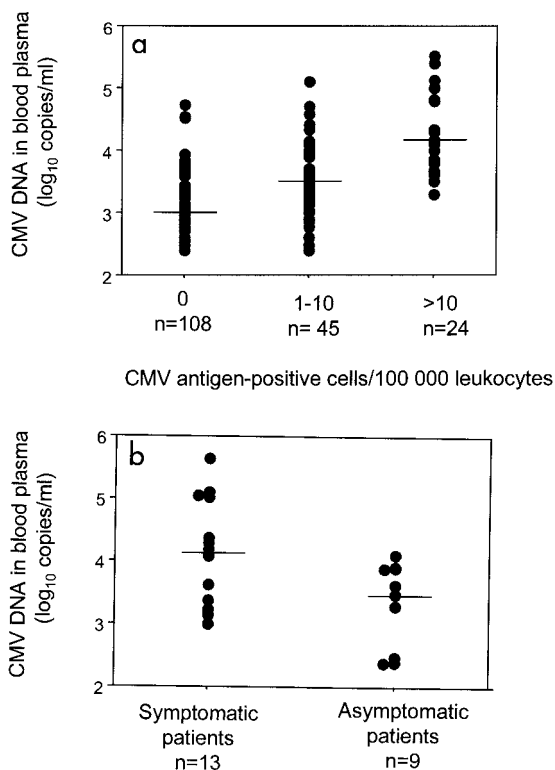 a
CMV DNA in blood plasma
(log10 copies/ml)
6
5
4
3
2
0
1-10
>10
n=108
n= 45
n=24
CMV antigen-positive cells/100 000 leukocytes
b
CMV DNA in blood plasma
(log10 copies/ml)
6
5
4
3
2
Symptomatic
patients
n=13
Asymptomatic
patients
n=9